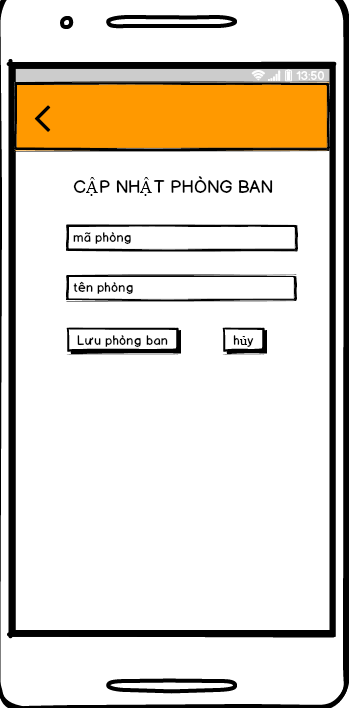 13:50
CẬP NHẬT PHÒNG BAN
mã phòng
tên phòng
Lưu phòng ban hủy